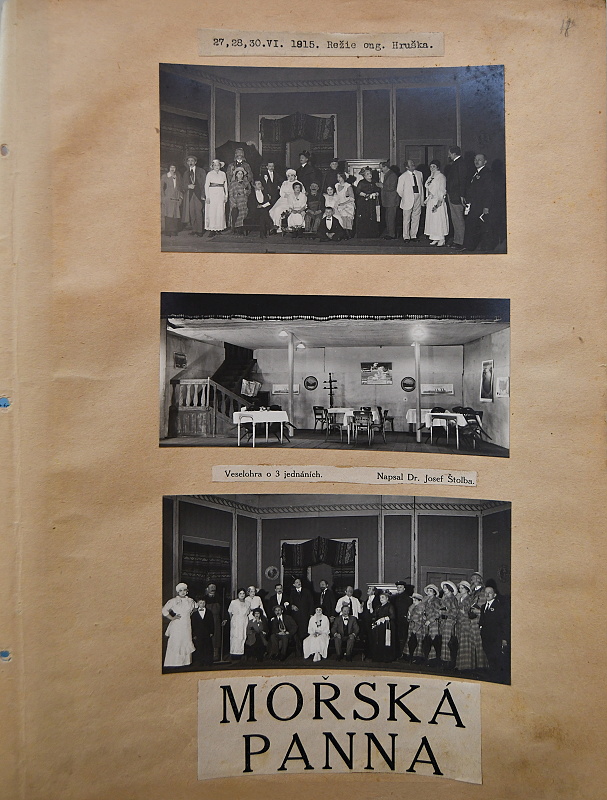 27,28,30.VI. 1915. Režie ong. Hruška.
Veselohra o 3 jednáních. Napsal Dr. Josef Štolba.
MOŘSKÁ
PANNA